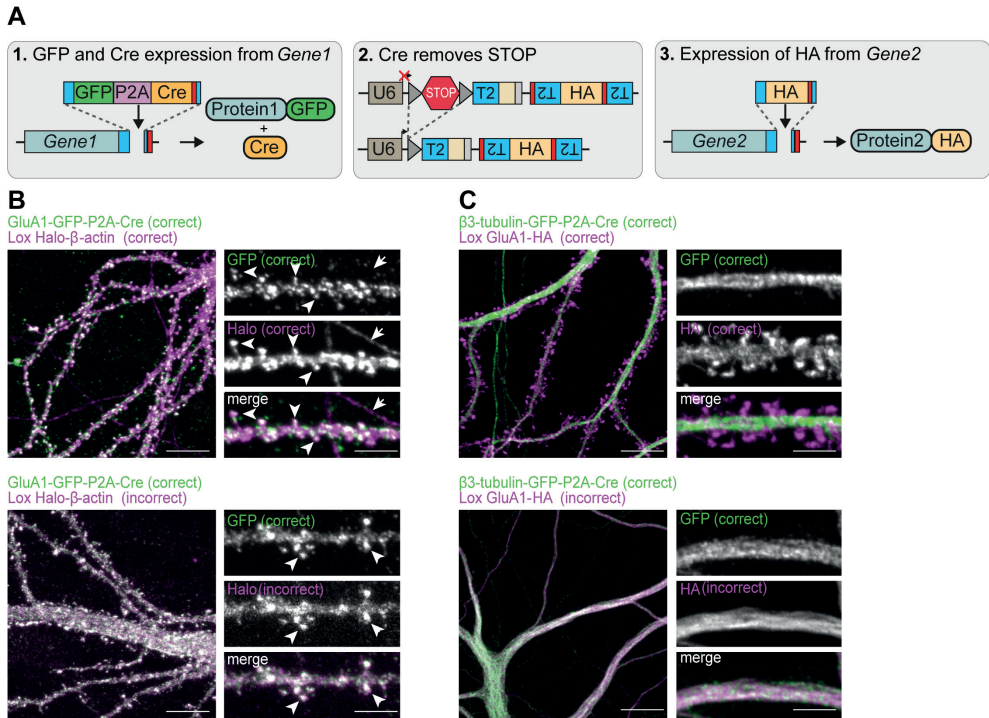 A
1. GFP and Cre expression from Gene1
GFP P2A Cre
Gene1
Protein1 GFP
+
Cre
2. Cre removes STOP
U6 STOP T2 T2 HA T2
U6 T2 T2 HA T2
3. Expression of HA from Gene2
HA
Gene2
Protein2 HA
B
GluA1-GFP-P2A-Cre (correct)
Lox Halo-β-actin (correct)
GFP (correct)
Halo (correct)
merge
GluA1-GFP-P2A-Cre (correct)
Lox Halo-β-actin (incorrect)
GFP (correct)
Halo (incorrect)
merge
C
β3-tubulin-GFP-P2A-Cre (correct)
Lox GluA1-HA (correct)
GFP (correct)
HA (correct)
merge
β3-tubulin-GFP-P2A-Cre (correct)
Lox GluA1-HA (incorrect)
GFP (correct)
HA (incorrect)
merge